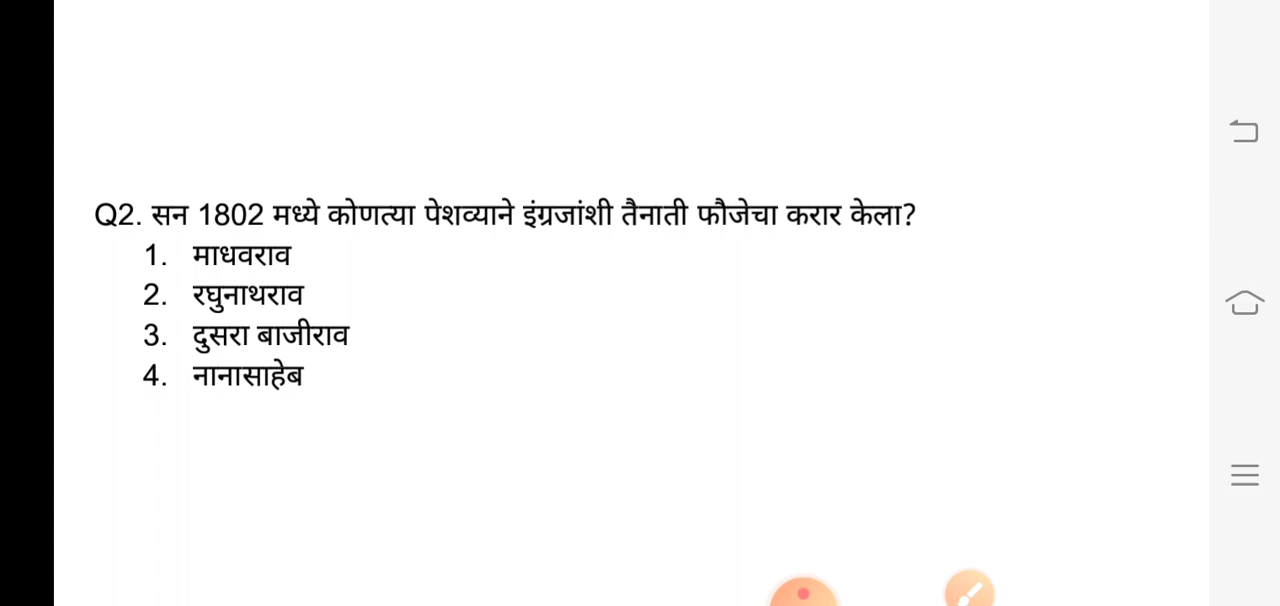 Q2. सन 1802 मध्ये कोणत्या पेशव्याने इंग्रजांशी तैनाती फौजेचा करार केला?
1. माधवराव
2. रघुनाथराव
3. दुसरा बाजीराव
4. नानासाहेब